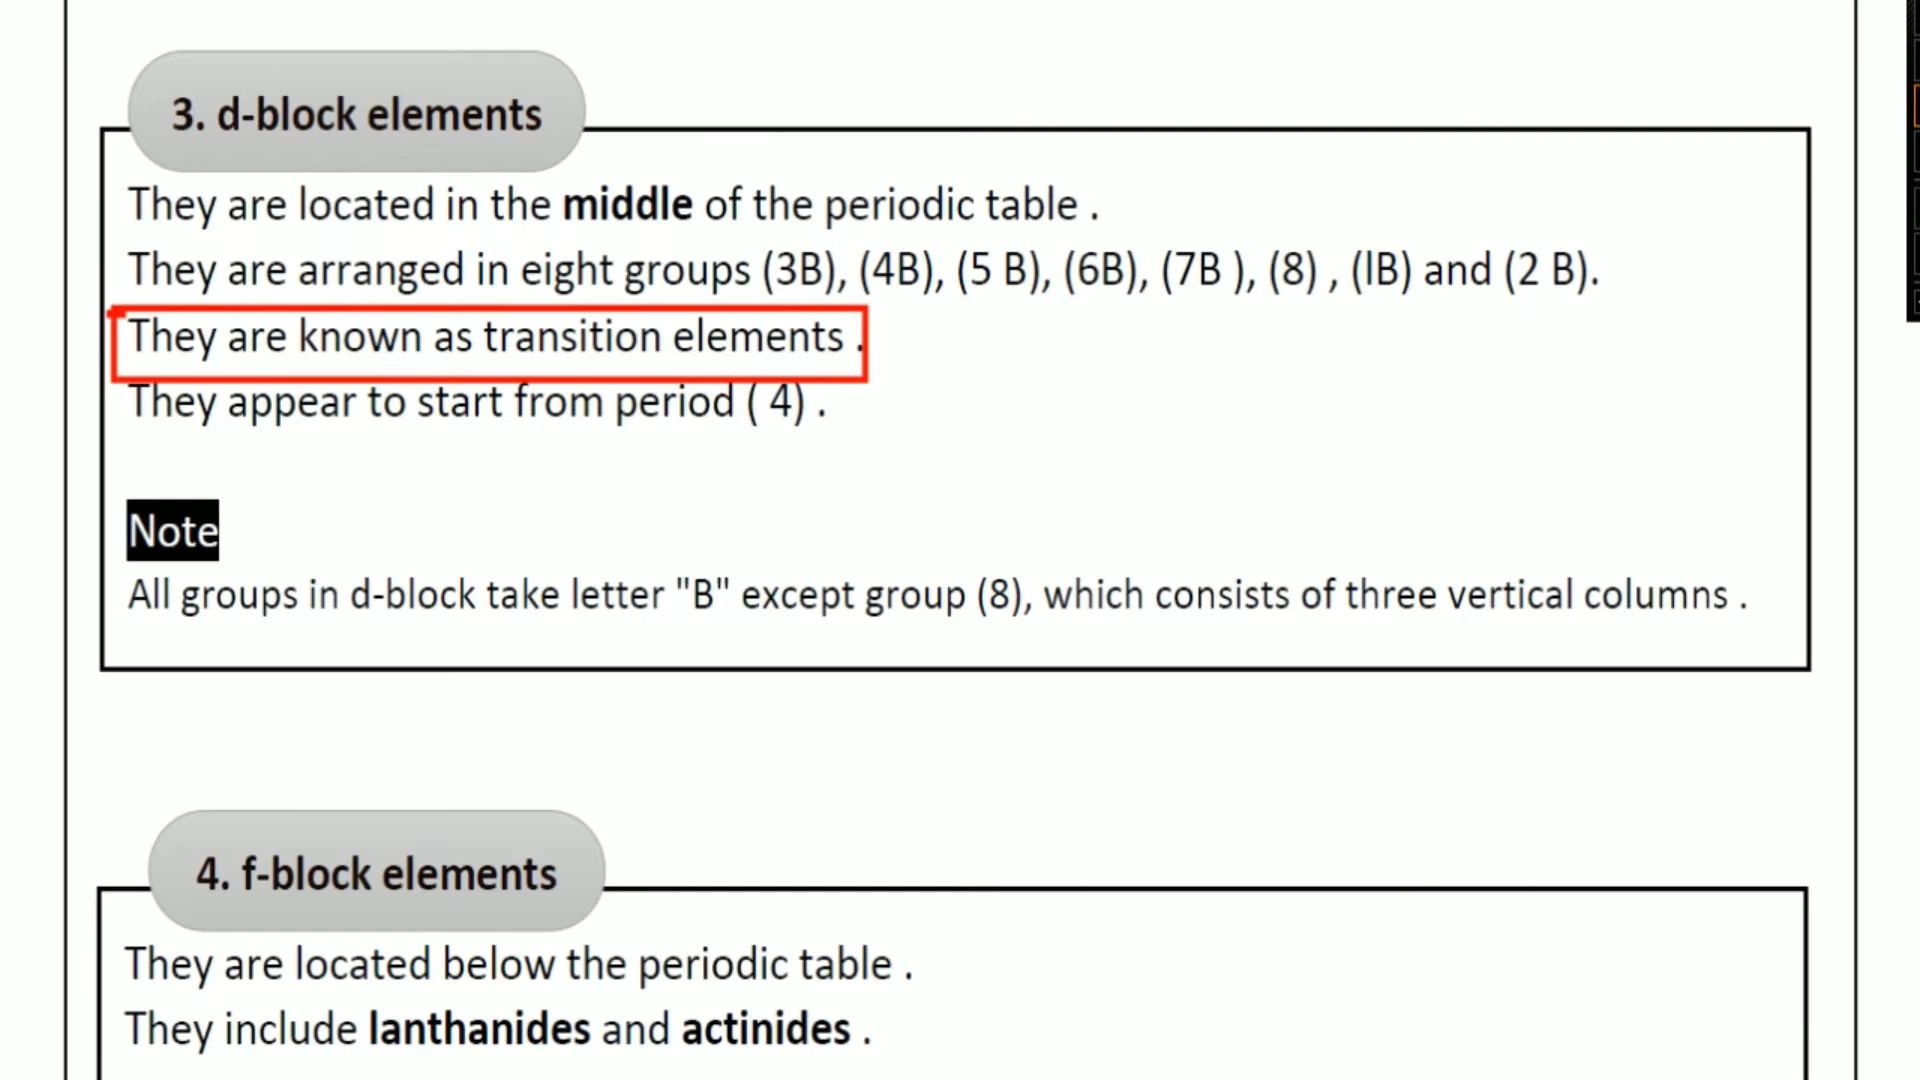 3. d-block elements
They are located in the middle of the periodic table .
They are arranged in eight groups (3B), (4B), (5 B), (6B), (7B ), (8) , (lB) and (2 B).
They are known as transition elements .
They appear to start from period ( 4) .
Note
All groups in d-block take letter "B" except group (8), which consists of three vertical columns .
4. f-block elements
They are located below the periodic table .
They include lanthanides and actinides .